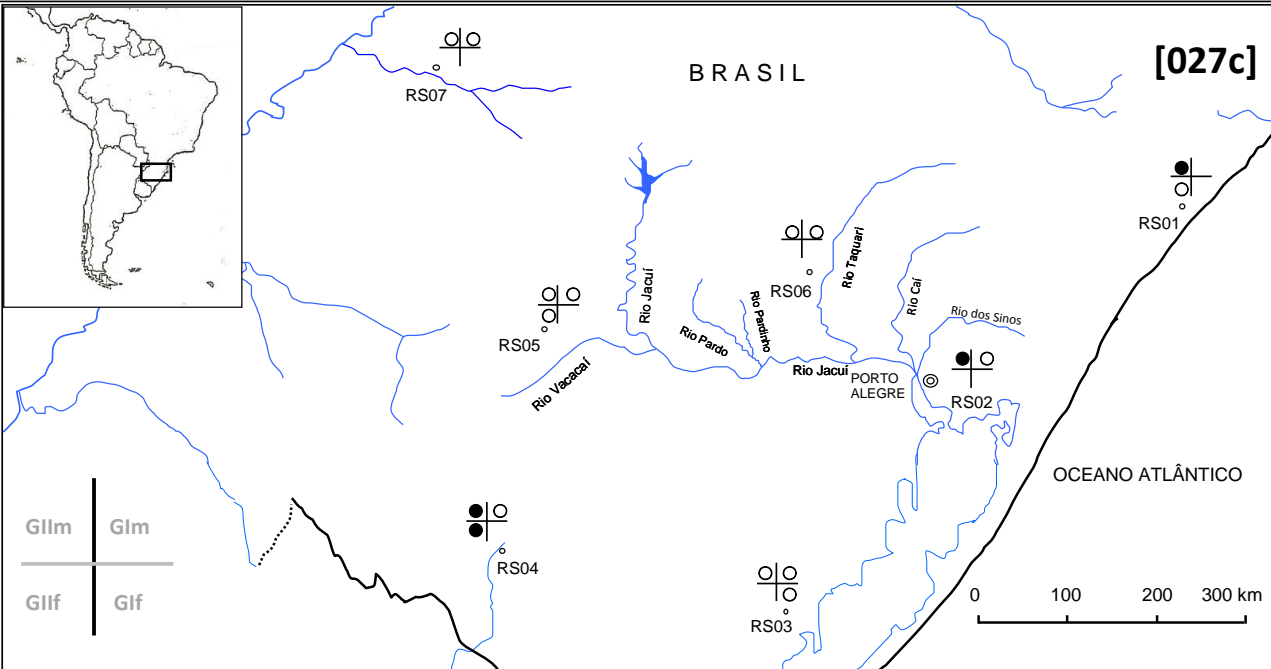 [027c]
BRASIL
RS07
RS01
Rio Taquari
RS06
Rio Jacuí
Rio Caí
Rio Pardinho
Rio dos Sinos
RS05
Rio Pardo
Rio Vacacaí
Rio Jacuí
PORTO
ALEGRE
RS02
OCEANO ATLÂNTICO
GIIm
GIm
RS04
GIIf
GIf
RS03
0 100 200 300 km